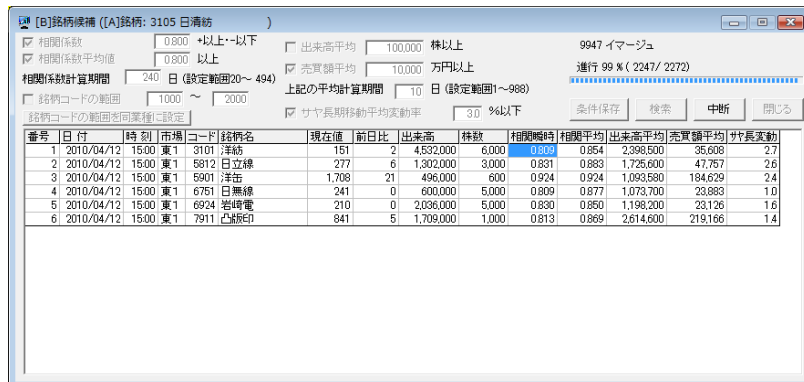 [B]銘柄候補 ([A]銘柄: 3105 日清紡 )
相関係数 0.800 +以上・-以下
相関係数平均値 0.800 以上
相関係数計算期間 240 日 (設定範囲20～ 494)
銘柄コードの範囲 1000 ～ 2000
銘柄コードの範囲を同業種に設定
出来高平均 100,000 株以上
売買額平均 10,000 万円以上
上記の平均計算期間 10 日 (設定範囲1～988)
サヤ長期移動平均変動率 3.0 %以下
9947 イマージュ
進行 99 % ( 2247/ 2272)
条件保存 検索 中断 閉じる
番号 日 付 時 刻 市場 コード 銘柄名 現在値 前日比 出来高 株数 相関瞬時 相関平均 出来高平均 売買額平均 サヤ長変動
1 2010/04/12 15:00 東1 3101 洋紡 151 2 4,532,000 6,000 0.809 0.854 2,398,500 35,608 2.7
2 2010/04/12 15:00 東1 5812 日立線 277 6 1,302,000 3,000 0.831 0.883 1,725,600 47,757 2.6
3 2010/04/12 15:00 東1 5901 洋缶 1,708 21 496,000 600 0.924 0.924 1,093,580 184,629 2.4
4 2010/04/12 15:00 東1 6751 日無線 241 0 600,000 5,000 0.809 0.877 1,073,700 23,883 1.0
5 2010/04/12 15:00 東1 6924 岩崎電 210 0 2,036,000 5,000 0.830 0.850 1,198,200 23,126 1.6
6 2010/04/12 15:00 東1 7911 凸版印 841 5 1,709,000 1,000 0.813 0.869 2,614,600 219,166 1.4